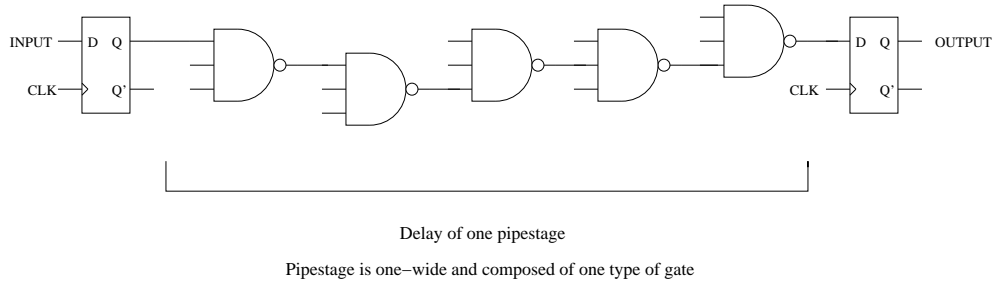 INPUT D Q D Q OUTPUT
CLK Q' CLK Q'
Delay of one pipestage
Pipestage is one−wide and composed of one type of gate